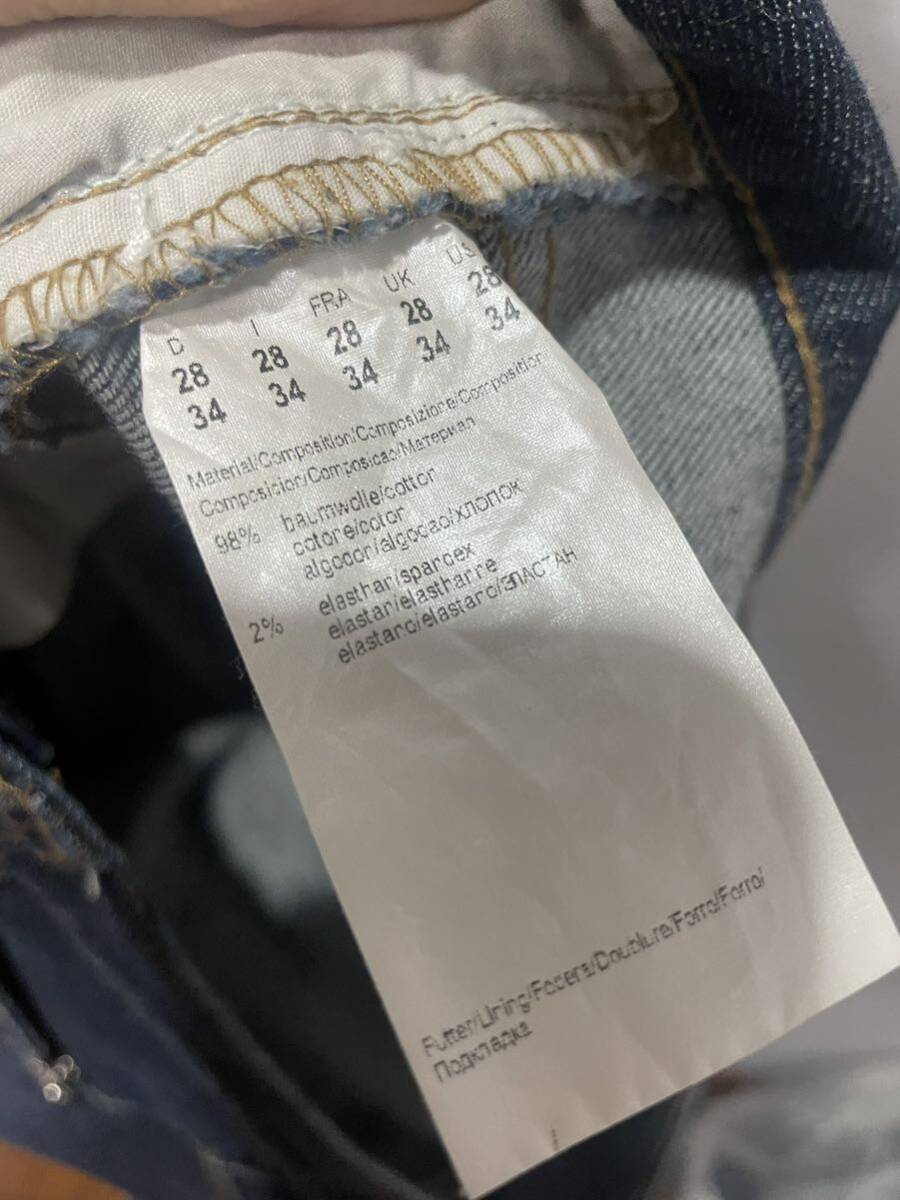 D I FRA UK US
28 28 28 28 28
34 34 34 34 34
Material/Composition/Composizione/Composition
Composicion/Composicao/Материал
98% baumwolle/cotton
cotone/coton
algodon/algodao/хлопок
2% elasthan/spandex
elastan/elasthanne
elastano/elastano/ЭЛАСТАН
Futter/Lining/Fodera/Doublure/Forro/Forro/
Подкладка